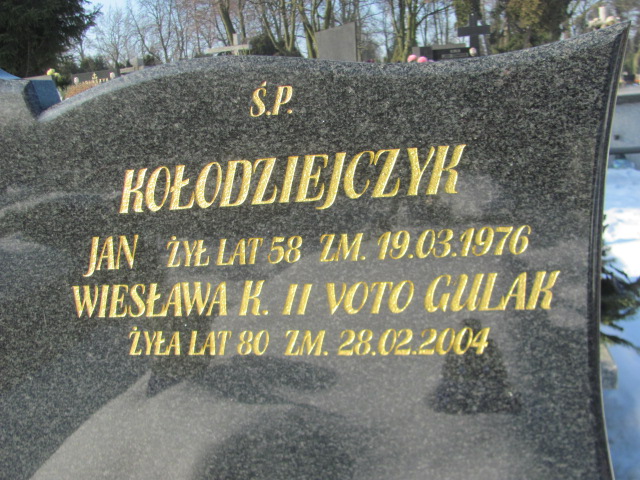 Ś.P.
KOŁODZIEJCZYK
JAN ŻYŁ LAT 58 ZM. 19.03.1976
WIESŁAWA K. II VOTO GULAK
ŻYŁA LAT 80 ZM. 28.02.2004